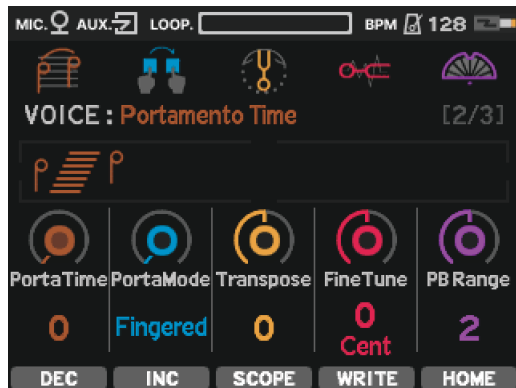 MIC. AUX. LOOP. BPM 128
VOICE : Portamento Time [2/3]
PortaTime PortaMode Transpose FineTune PB Range
0 Fingered 0 0 Cent 2
DEC INC SCOPE WRITE HOME